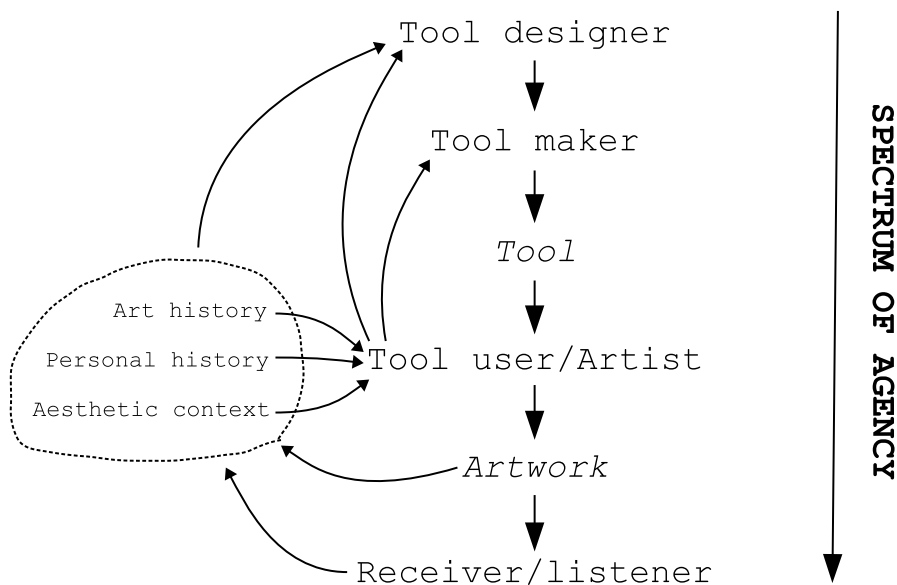 Tool designer
Tool maker
Tool
Art history
Personal history
Aesthetic context
Tool user/Artist
Artwork
Receiver/listener
SPECTRUM OF AGENCY